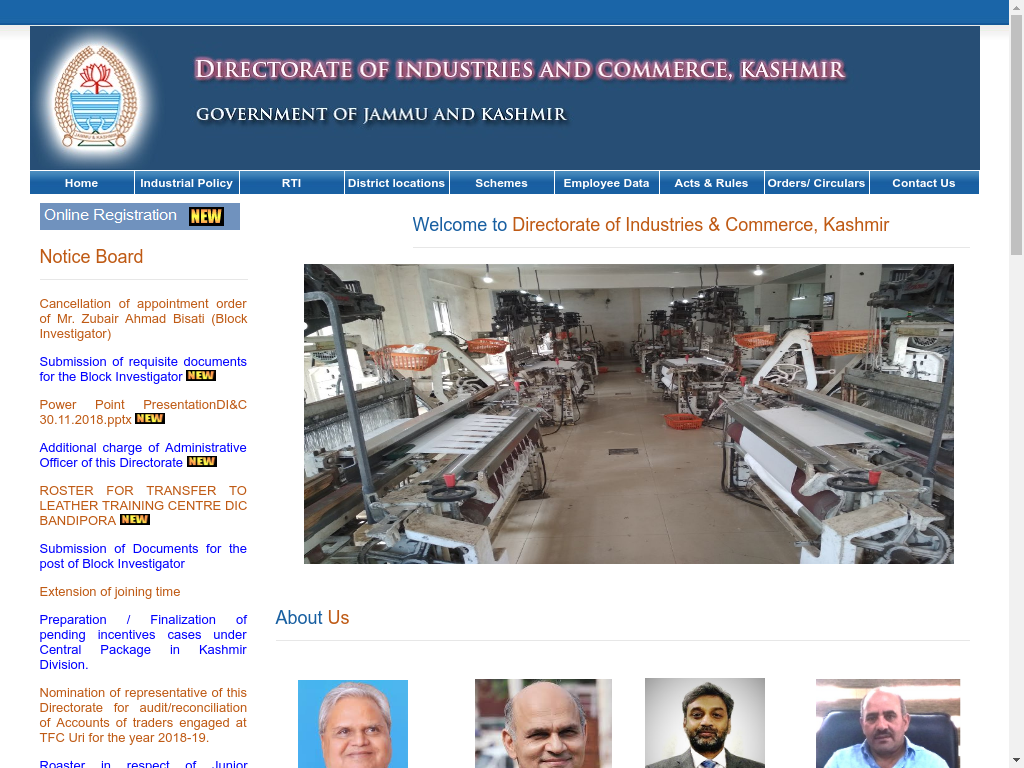 DIRECTORATE OF INDUSTRIES AND COMMERCE, KASHMIR
GOVERNMENT OF JAMMU AND KASHMIR
Home Industrial Policy RTI District locations Schemes Employee Data Acts & Rules Orders/ Circulars Contact Us
Online Registration NEW
Welcome to Directorate of Industries & Commerce, Kashmir
Notice Board
Cancellation of appointment order
of Mr. Zubair Ahmad Bisati (Block
Investigator)
Submission of requisite documents
for the Block Investigator NEW
Power Point PresentationDI&C
30.11.2018.pptx NEW
Additional charge of Administrative
Officer of this Directorate NEW
ROSTER FOR TRANSFER TO
LEATHER TRAINING CENTRE DIC
BANDIPORA NEW
Submission of Documents for the
post of Block Investigator
Extension of joining time
Preparation / Finalization of
pending incentives cases under
Central Package in Kashmir
Division.
Nomination of representative of this
Directorate for audit/reconciliation
of Accounts of traders engaged at
TFC Uri for the year 2018-19.
Roaster in respect of Junior
About Us